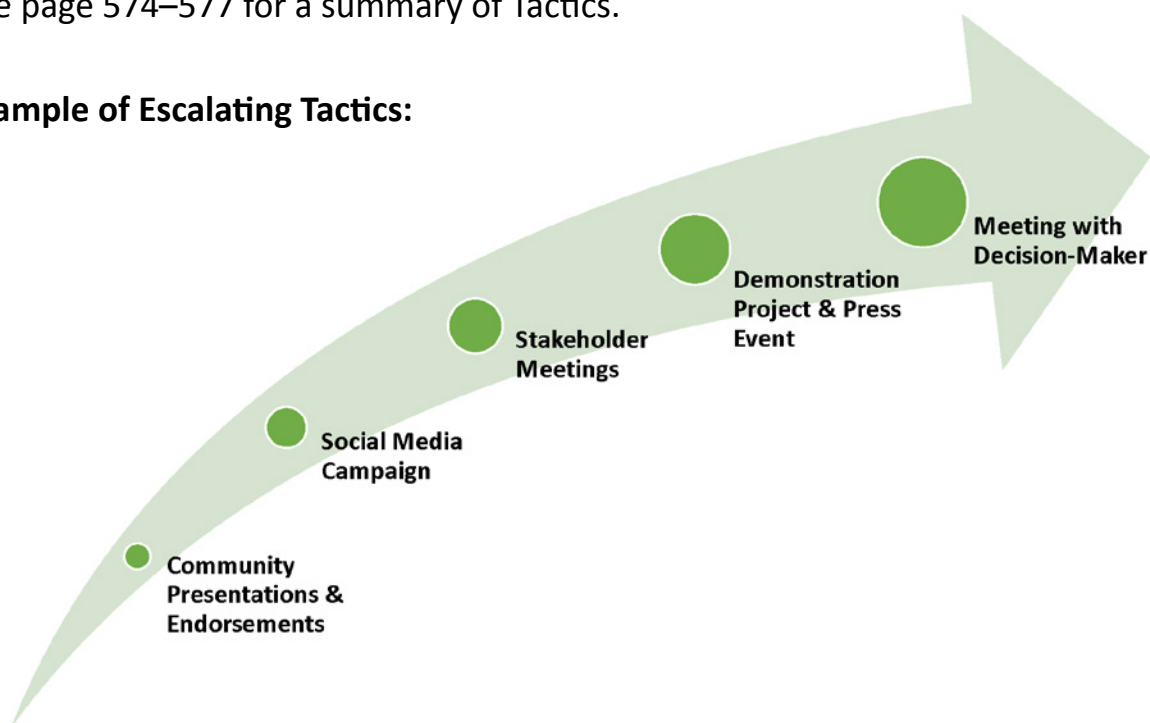 page 574–577 for a summary of Tactics.
of Escalating Tactics:
Meeting with
Decision-Maker
Demonstration
Project & Press
Event
Stakeholder
Meetings
Social Media
Campaign
Community
Presentations &
Endorsements